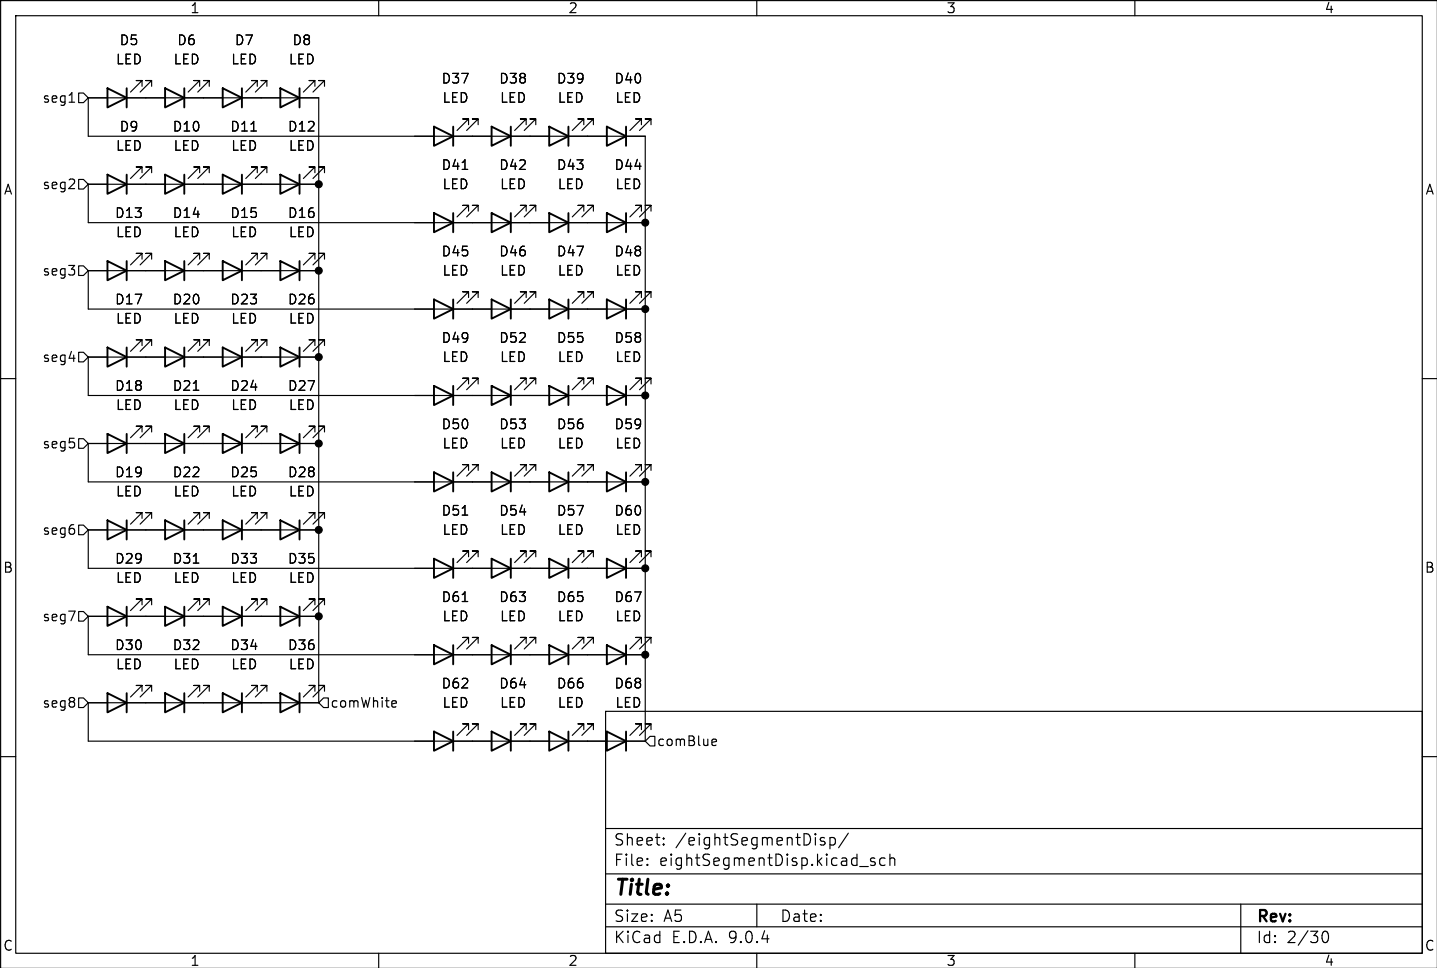 1 2 3 4
D5 D6 D7 D8
LED LED LED LED
D37 D38 D39 D40
LED LED LED LED
seg1
D9 D10 D11 D12
LED LED LED LED
D41 D42 D43 D44
LED LED LED LED
A seg2 A
D13 D14 D15 D16
LED LED LED LED
D45 D46 D47 D48
LED LED LED LED
seg3
D17 D20 D23 D26
LED LED LED LED
D49 D52 D55 D58
LED LED LED LED
seg4
D18 D21 D24 D27
LED LED LED LED
D50 D53 D56 D59
LED LED LED LED
seg5
D19 D22 D25 D28
LED LED LED LED
D51 D54 D57 D60
LED LED LED LED
seg6
D29 D31 D33 D35
B B
LED LED LED LED
D61 D63 D65 D67
LED LED LED LED
seg7
D30 D32 D34 D36
LED LED LED LED
D62 D64 D66 D68
LED LED LED LED
seg8 comWhite
comBlue
Sheet: /eightSegmentDisp/
File: eightSegmentDisp.kicad_sch
Title:
Size: A5 Date: Rev:
KiCad E.D.A. 9.0.4 Id: 2/30
C C
1 2 3 4